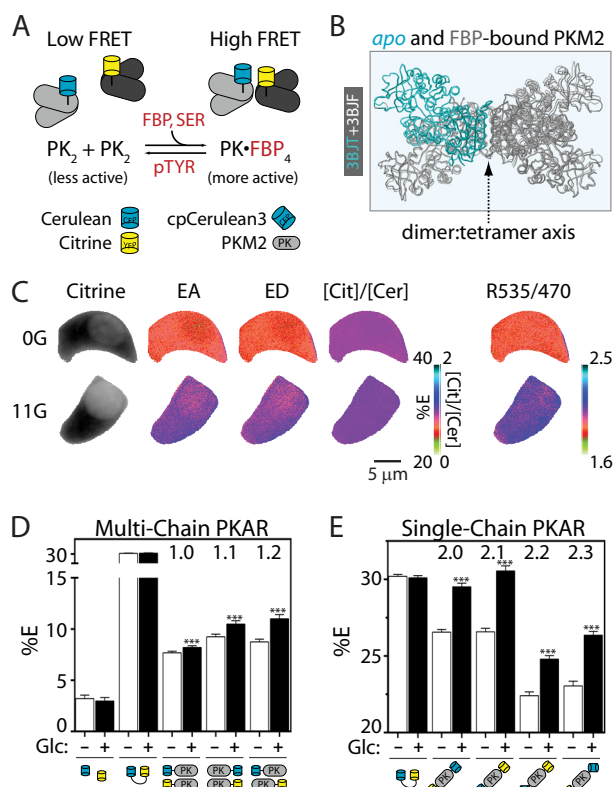 A
Low FRET High FRET
FBP, SER
PK2 + PK2 PK•FBP4
(less active) pTYR (more active)
Cerulean CFP cpCerulean3 CFP
Citrine YFP PKM2 PK
B
apo and FBP-bound PKM2
3BJT+3BJF
dimer:tetramer axis
C
Citrine EA ED [Cit]/[Cer] R535/470
0G
11G
40 2
%E
[Cit]/[Cer]
20 0
2.5
1.6
5 μm
D
Multi-Chain PKAR
1.0 1.1 1.2
30
15
10
5
0
%E
*** *** ***
Glc: – + – + – + – + – +
PK PK PK
PK PK PK
E
Single-Chain PKAR
2.0 2.1 2.2 2.3
30
25
20
%E
*** *** *** ***
Glc: – + – + – + – + – +
PK PK PK PK